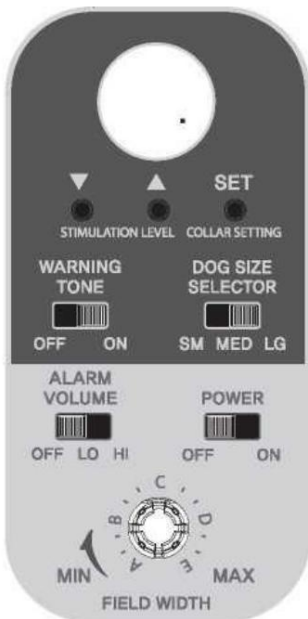 ▼ ▲ SET
STIMULATION LEVEL COLLAR SETTING
WARNING TONE
DOG SIZE SELECTOR
OFF ON
SM MED LG
ALARM VOLUME
POWER
OFF LO HI
OFF ON
A B C D E
MIN MAX
FIELD WIDTH